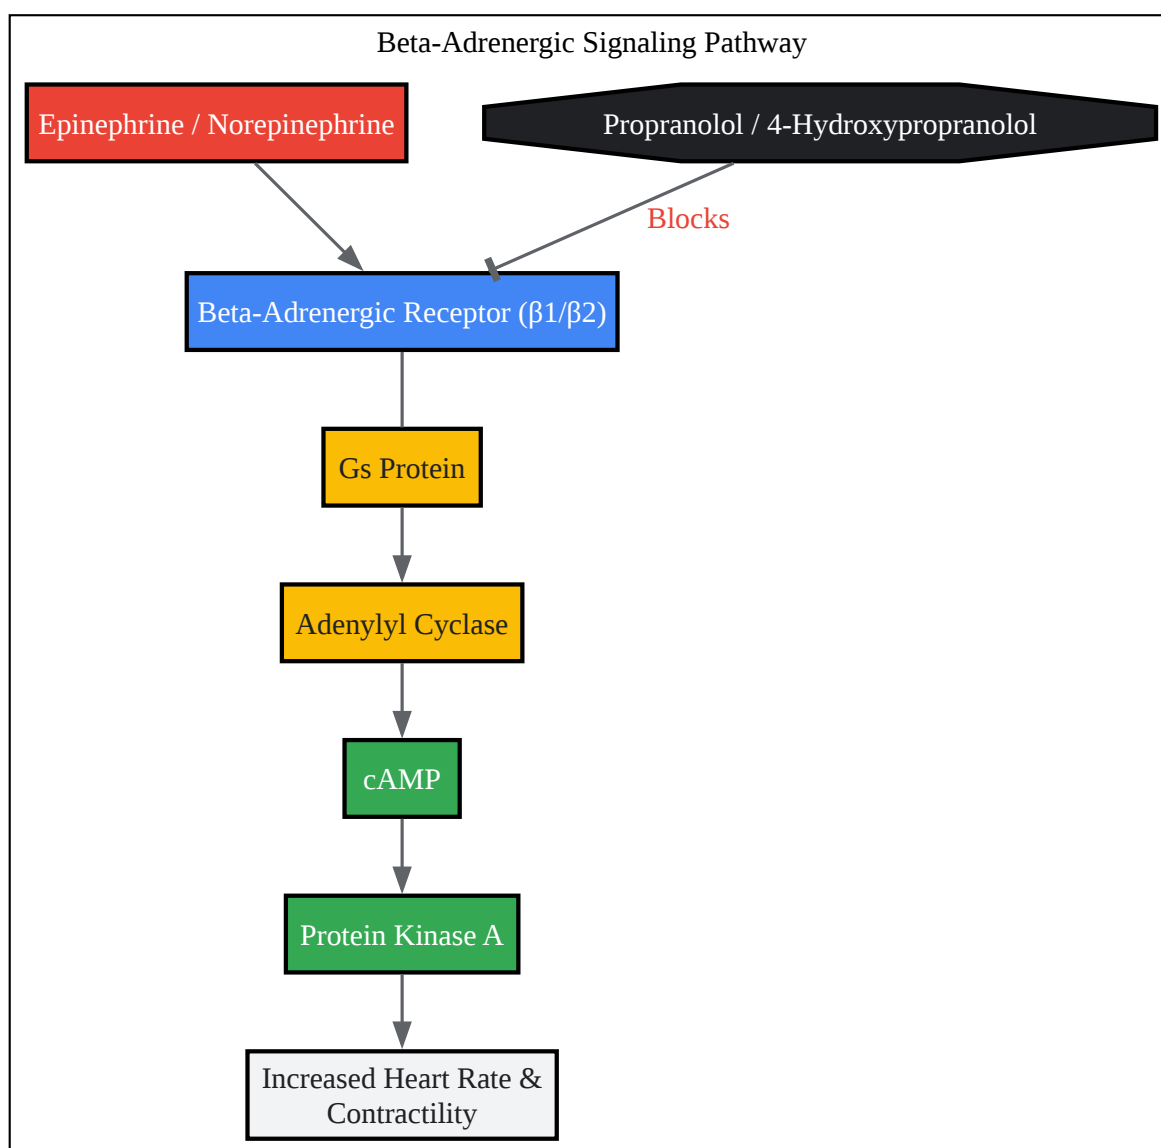 Beta-Adrenergic Signaling Pathway
Epinephrine / Norepinephrine
Propranolol / 4-Hydroxypropranolol
Blocks
Beta-Adrenergic Receptor (β1/β2)
Gs Protein
Adenylyl Cyclase
cAMP
Protein Kinase A
Increased Heart Rate &
Contractility